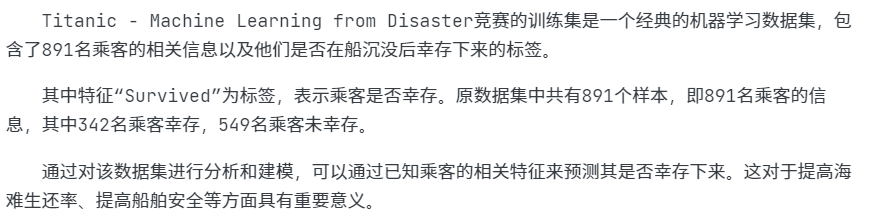 Titanic - Machine Learning from Disaster竞赛的训练集是一个经典的机器学习数据集，包
含了891名乘客的相关信息以及他们是否在船沉没后幸存下来的标签。
其中特征“Survived”为标签，表示乘客是否幸存。原数据集中共有891个样本，即891名乘客的信
息，其中342名乘客幸存，549名乘客未幸存。
通过对该数据集进行分析和建模，可以通过已知乘客的相关特征来预测其是否幸存下来。这对于提高海
难生还率、提高船舶安全等方面具有重要意义。